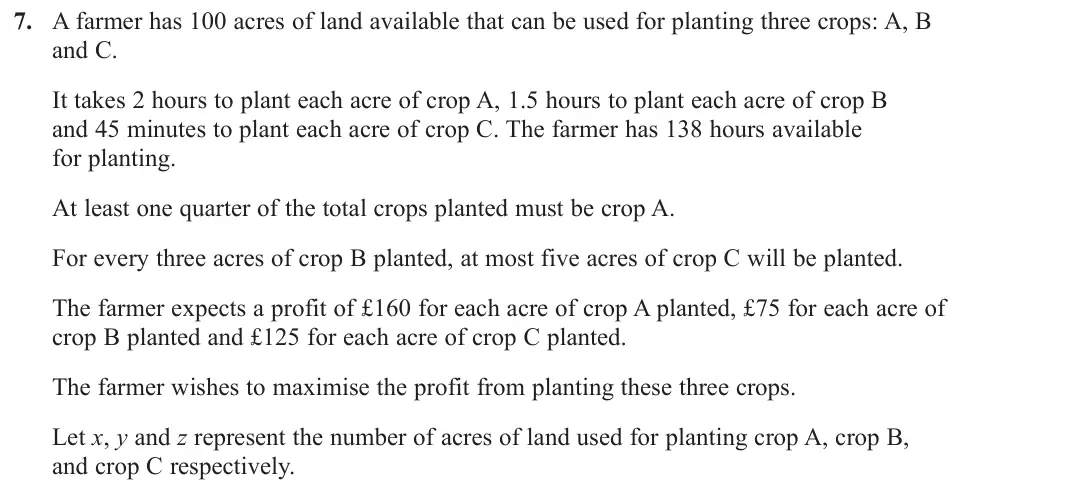 7. A farmer has 100 acres of land available that can be used for planting three crops: A, B
and C.
It takes 2 hours to plant each acre of crop A, 1.5 hours to plant each acre of crop B
and 45 minutes to plant each acre of crop C. The farmer has 138 hours available
for planting.
At least one quarter of the total crops planted must be crop A.
For every three acres of crop B planted, at most five acres of crop C will be planted.
The farmer expects a profit of £160 for each acre of crop A planted, £75 for each acre of
crop B planted and £125 for each acre of crop C planted.
The farmer wishes to maximise the profit from planting these three crops.
Let x, y and z represent the number of acres of land used for planting crop A, crop B,
and crop C respectively.